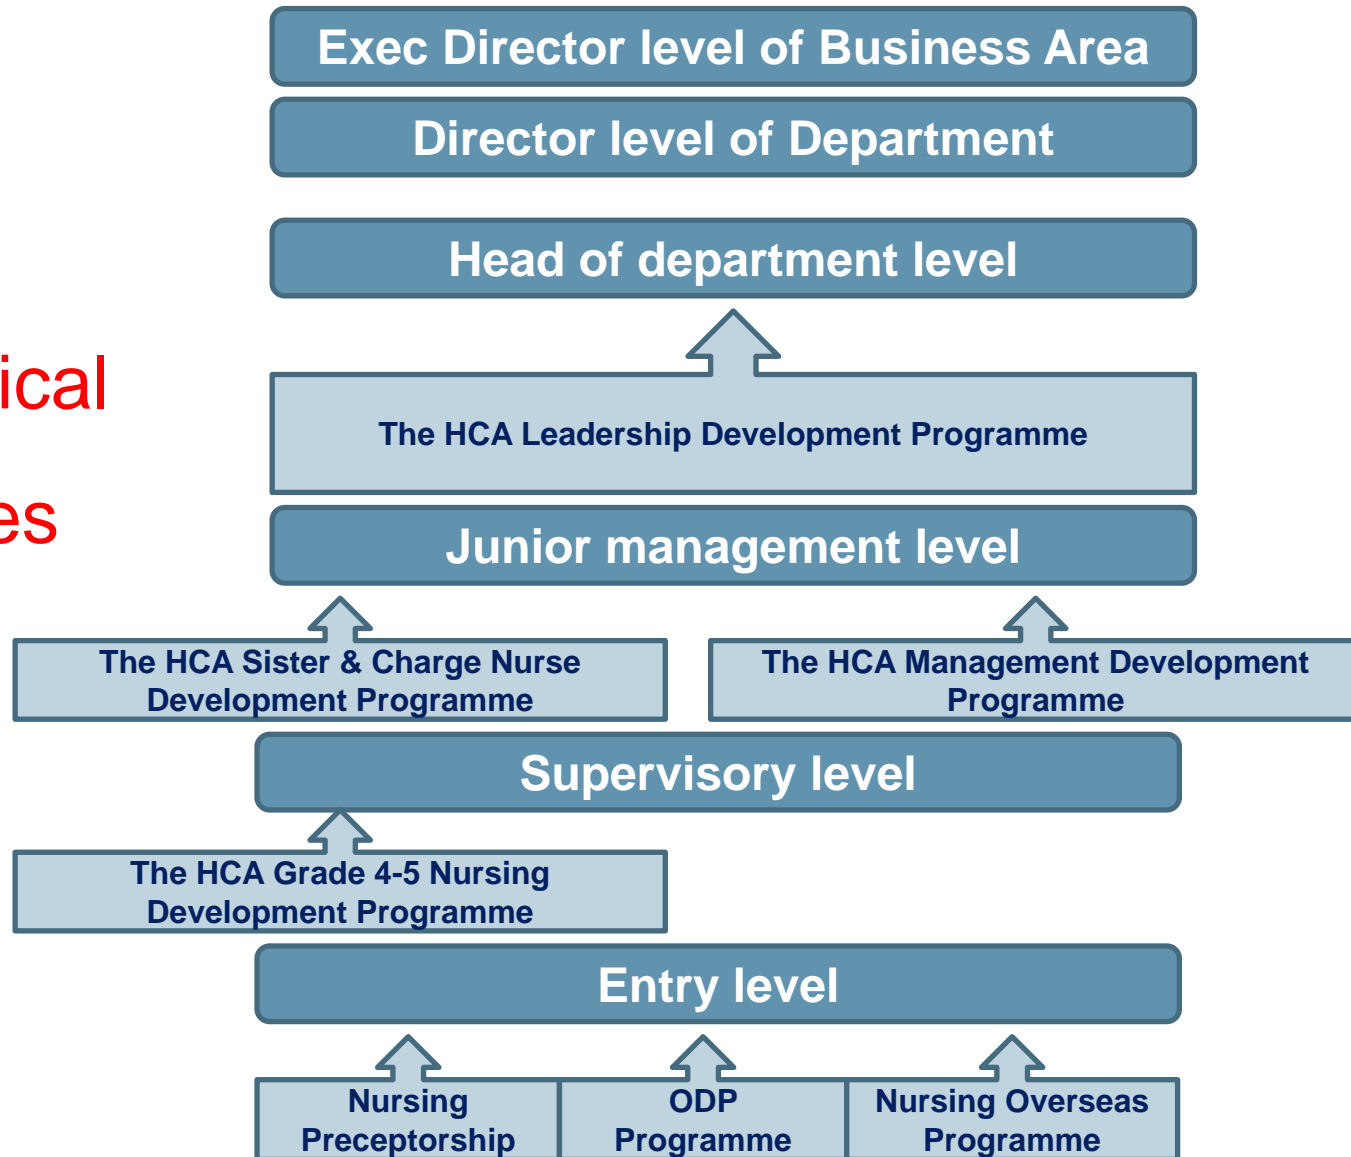 Exec Director level of Business Area
Director level of Department
Head of department level
ical
The HCA Leadership Development Programme
es
Junior management level
The HCA Sister & Charge Nurse
Development Programme
The HCA Management Development
Programme
Supervisory level
The HCA Grade 4-5 Nursing
Development Programme
Entry level
Nursing
Preceptorship
ODP
Programme
Nursing Overseas
Programme